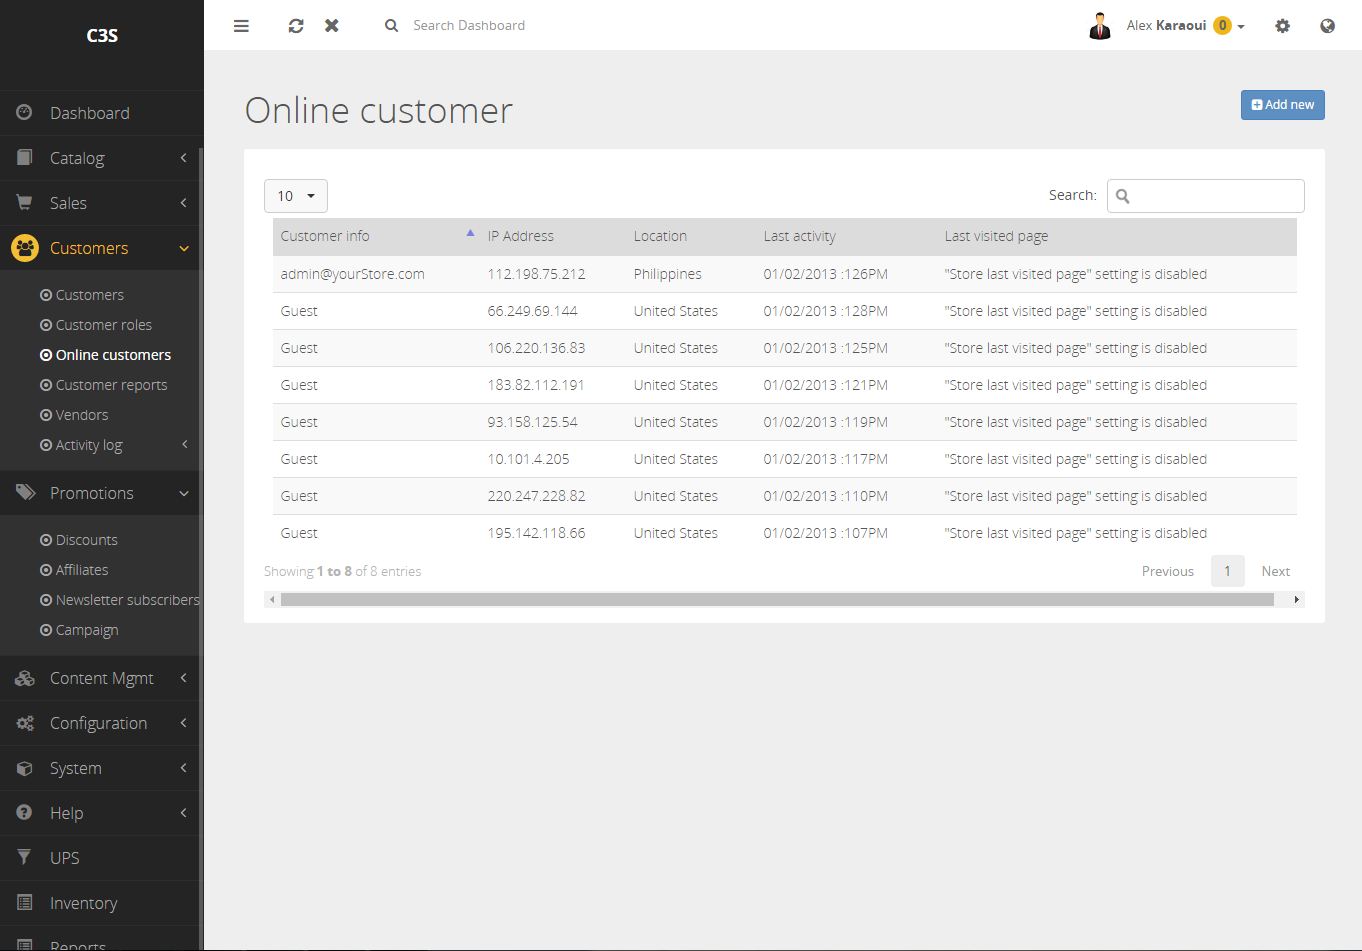 C3S
Search Dashboard
Alex Karaoui 0
Dashboard
Catalog
Sales
Customers
Customers
Customer roles
Online customers
Customer reports
Vendors
Activity log
Promotions
Discounts
Affiliates
Newsletter subscribers
Campaign
Content Mgmt
Configuration
System
Help
UPS
Inventory
Reports
Online customer
Add new
10
Search:
Customer info IP Address Location Last activity Last visited page
admin@yourStore.com 112.198.75.212 Philippines 01/02/2013 :126PM "Store last visited page" setting is disabled
Guest 66.249.69.144 United States 01/02/2013 :128PM "Store last visited page" setting is disabled
Guest 106.220.136.83 United States 01/02/2013 :125PM "Store last visited page" setting is disabled
Guest 183.82.112.191 United States 01/02/2013 :121PM "Store last visited page" setting is disabled
Guest 93.158.125.54 United States 01/02/2013 :119PM "Store last visited page" setting is disabled
Guest 10.101.4.205 United States 01/02/2013 :117PM "Store last visited page" setting is disabled
Guest 220.247.228.82 United States 01/02/2013 :110PM "Store last visited page" setting is disabled
Guest 195.142.118.66 United States 01/02/2013 :107PM "Store last visited page" setting is disabled
Showing 1 to 8 of 8 entries
Previous 1 Next